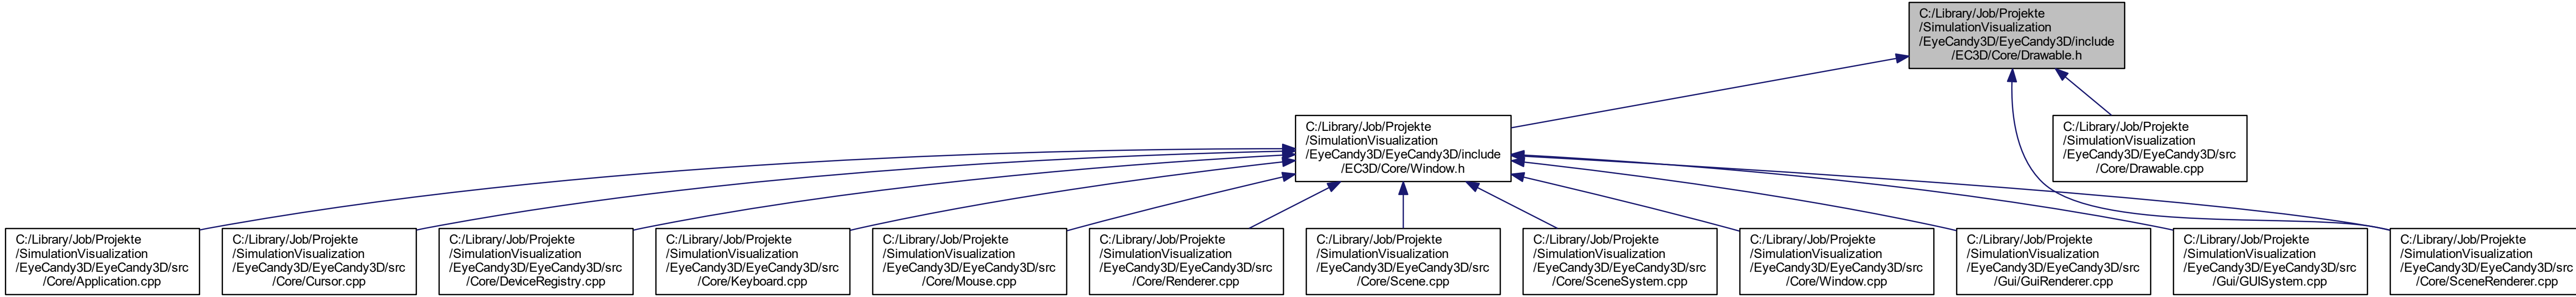 C:/Library/Job/Projekte
/SimulationVisualization
/EyeCandy3D/EyeCandy3D/include
/EC3D/Core/Drawable.h
C:/Library/Job/Projekte
/SimulationVisualization
/EyeCandy3D/EyeCandy3D/include
/EC3D/Core/Window.h
C:/Library/Job/Projekte
/SimulationVisualization
/EyeCandy3D/EyeCandy3D/src
/Core/Drawable.cpp
C:/Library/Job/Projekte
/SimulationVisualization
/EyeCandy3D/EyeCandy3D/src
/Core/Application.cpp
C:/Library/Job/Projekte
/SimulationVisualization
/EyeCandy3D/EyeCandy3D/src
/Core/Cursor.cpp
C:/Library/Job/Projekte
/SimulationVisualization
/EyeCandy3D/EyeCandy3D/src
/Core/DeviceRegistry.cpp
C:/Library/Job/Projekte
/SimulationVisualization
/EyeCandy3D/EyeCandy3D/src
/Core/Keyboard.cpp
C:/Library/Job/Projekte
/SimulationVisualization
/EyeCandy3D/EyeCandy3D/src
/Core/Mouse.cpp
C:/Library/Job/Projekte
/SimulationVisualization
/EyeCandy3D/EyeCandy3D/src
/Core/Renderer.cpp
C:/Library/Job/Projekte
/SimulationVisualization
/EyeCandy3D/EyeCandy3D/src
/Core/Scene.cpp
C:/Library/Job/Projekte
/SimulationVisualization
/EyeCandy3D/EyeCandy3D/src
/Core/SceneSystem.cpp
C:/Library/Job/Projekte
/SimulationVisualization
/EyeCandy3D/EyeCandy3D/src
/Core/Window.cpp
C:/Library/Job/Projekte
/SimulationVisualization
/EyeCandy3D/EyeCandy3D/src
/Gui/GuiRenderer.cpp
C:/Library/Job/Projekte
/SimulationVisualization
/EyeCandy3D/EyeCandy3D/src
/Gui/GUISystem.cpp
C:/Library/Job/Projekte
/SimulationVisualization
/EyeCandy3D/EyeCandy3D/src
/Core/SceneRenderer.cpp